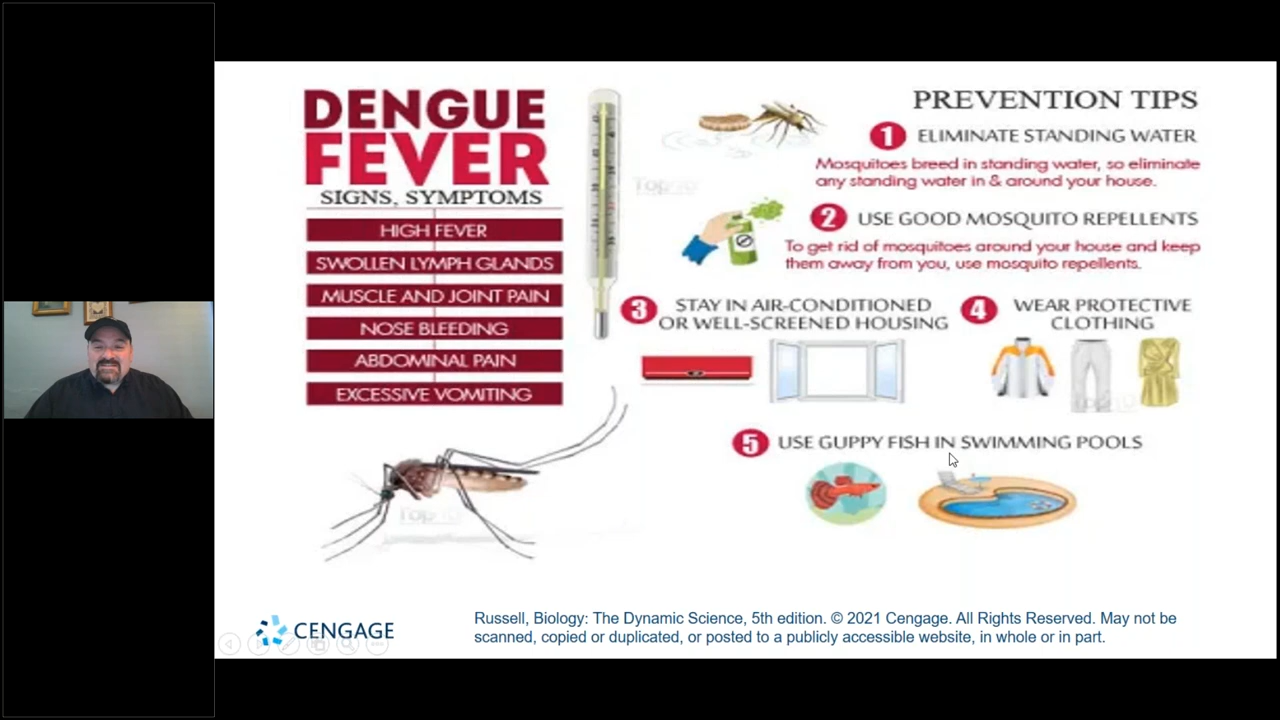 DENGUE
FEVER
SIGNS, SYMPTOMS
HIGH FEVER
SWOLLEN LYMPH GLANDS
MUSCLE AND JOINT PAIN
NOSE BLEEDING
ABDOMINAL PAIN
EXCESSIVE VOMITING
PREVENTION TIPS
1 ELIMINATE STANDING WATER
Mosquitoes breed in standing water, so eliminate
any standing water in & around your house.
2 USE GOOD MOSQUITO REPELLENTS
To get rid of mosquitoes around your house and keep
them away from you, use mosquito repellents.
3 STAY IN AIR-CONDITIONED
OR WELL-SCREENED HOUSING
4 WEAR PROTECTIVE
CLOTHING
5 USE GUPPY FISH IN SWIMMING POOLS
CENGAGE
Russell, Biology: The Dynamic Science, 5th edition. © 2021 Cengage. All Rights Reserved. May not be
scanned, copied or duplicated, or posted to a publicly accessible website, in whole or in part.